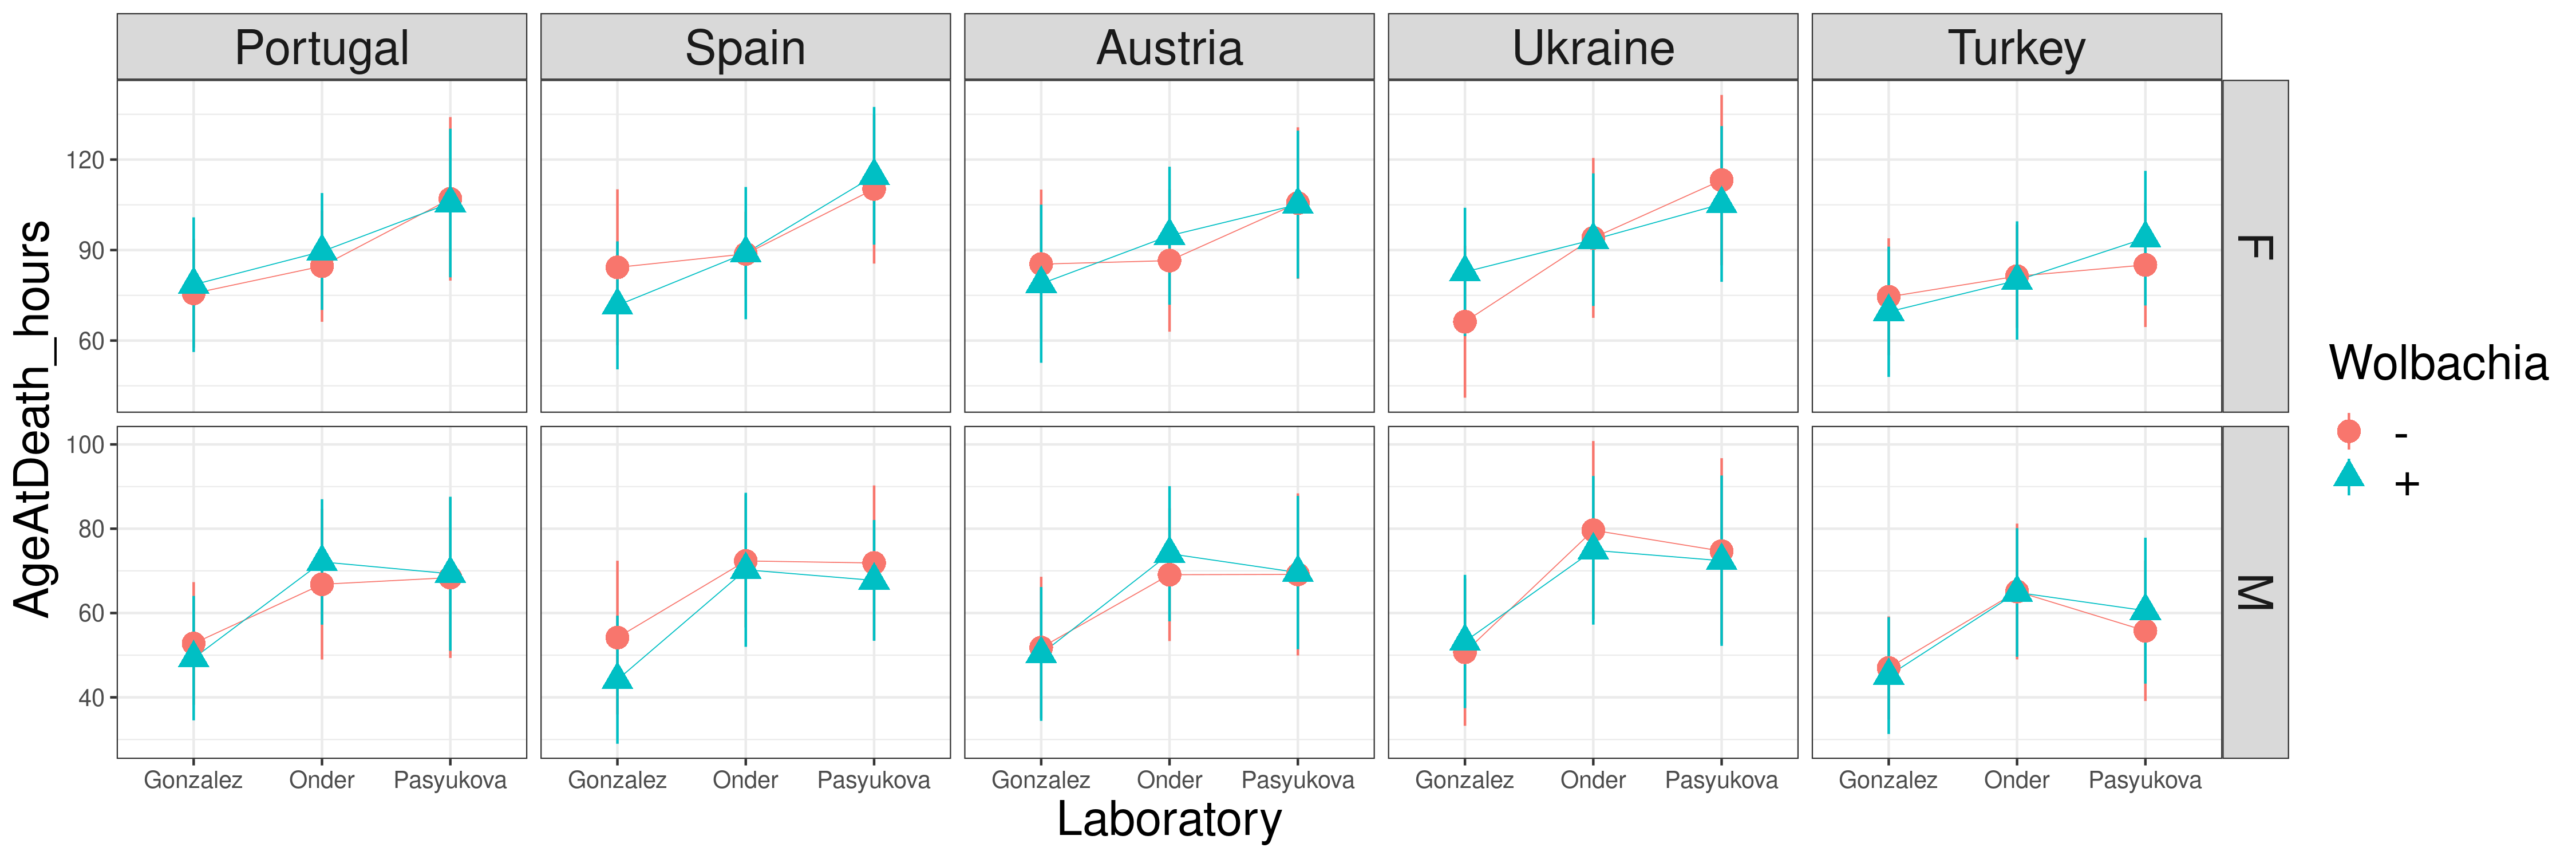 Portugal Spain Austria Ukraine Turkey
AgeAtDeath_hours
120
90
60
F
100
80
60
40
M
Gonzalez Onder Pasyukova Gonzalez Onder Pasyukova Gonzalez Onder Pasyukova Gonzalez Onder Pasyukova Gonzalez Onder Pasyukova
Laboratory
Wolbachia
-
+